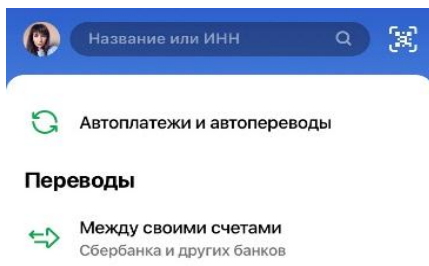 Название или ИНН
Автоплатежи и автопереводы
Переводы
Между своими счетами
Сбербанка и других банков